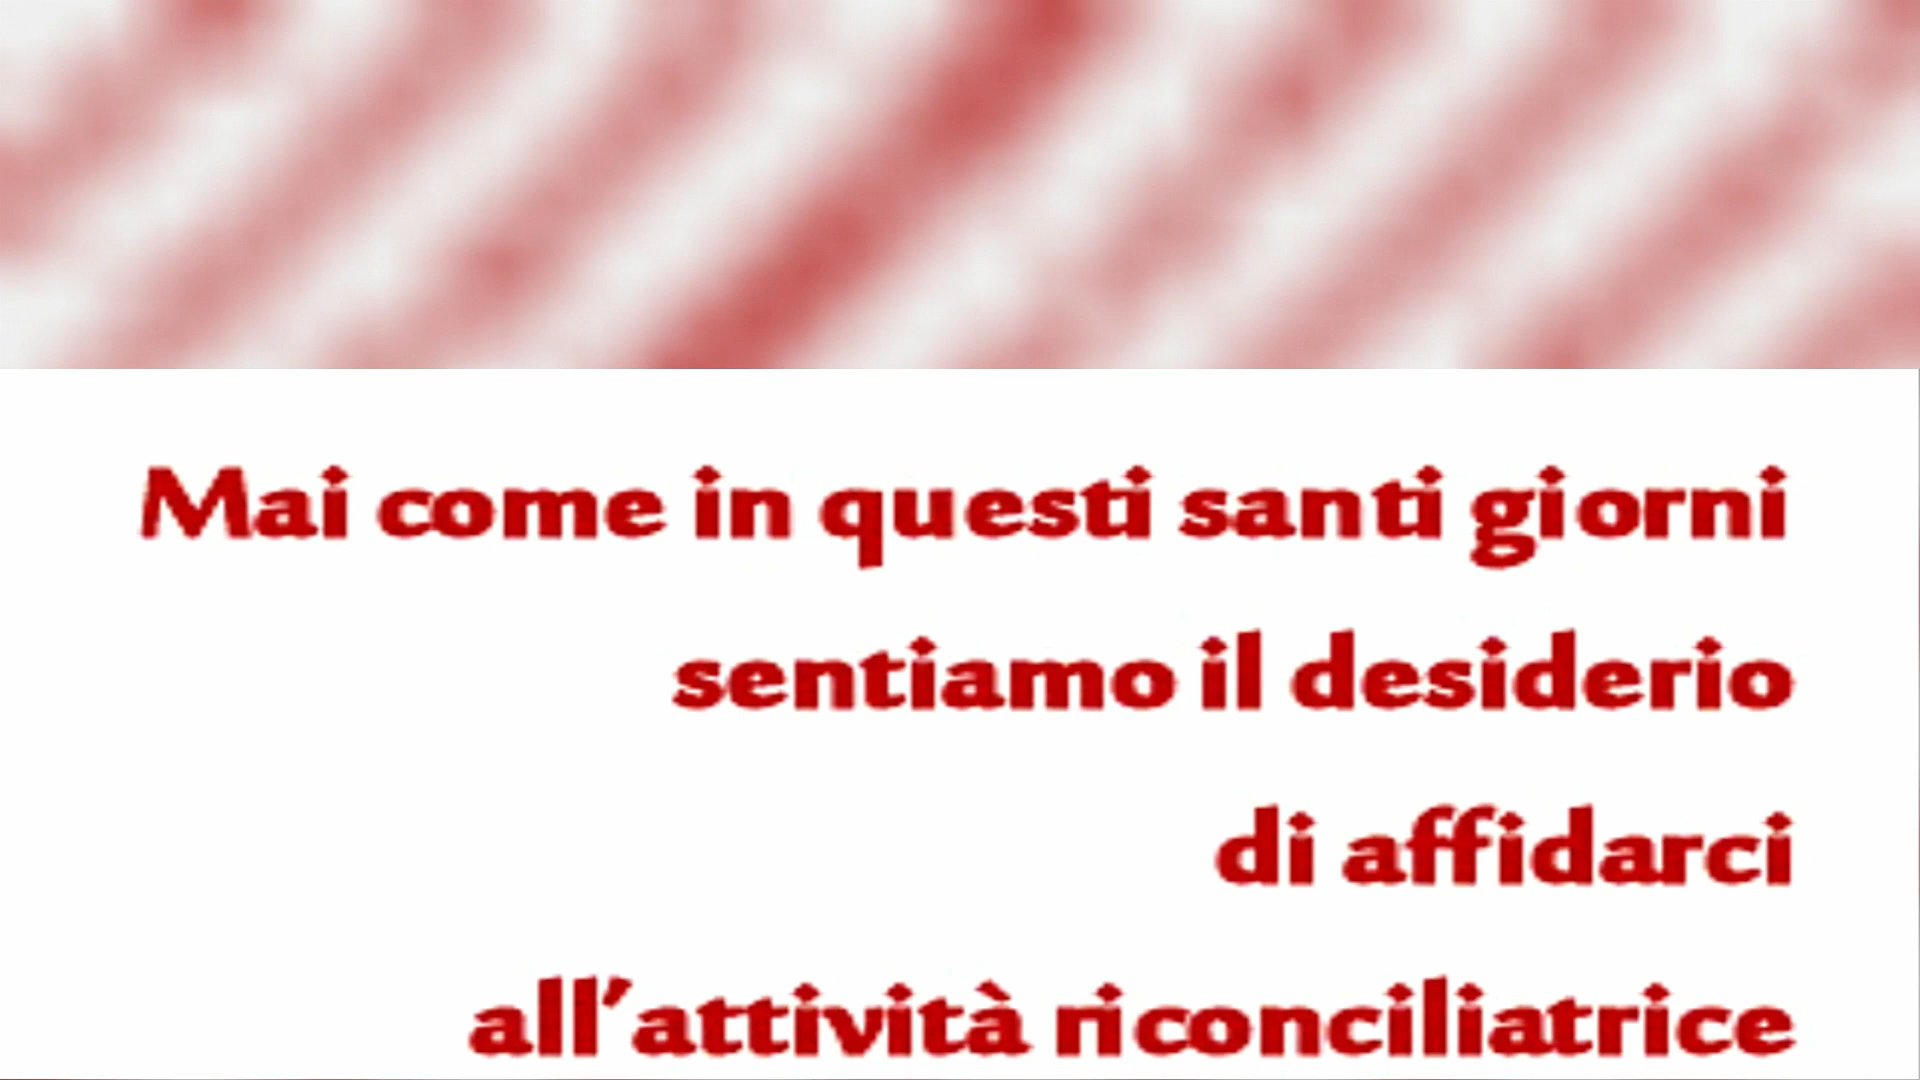 Mai come in questi santi giorni
sentiamo il desiderio
di affidarci
all’attività riconciliatrice